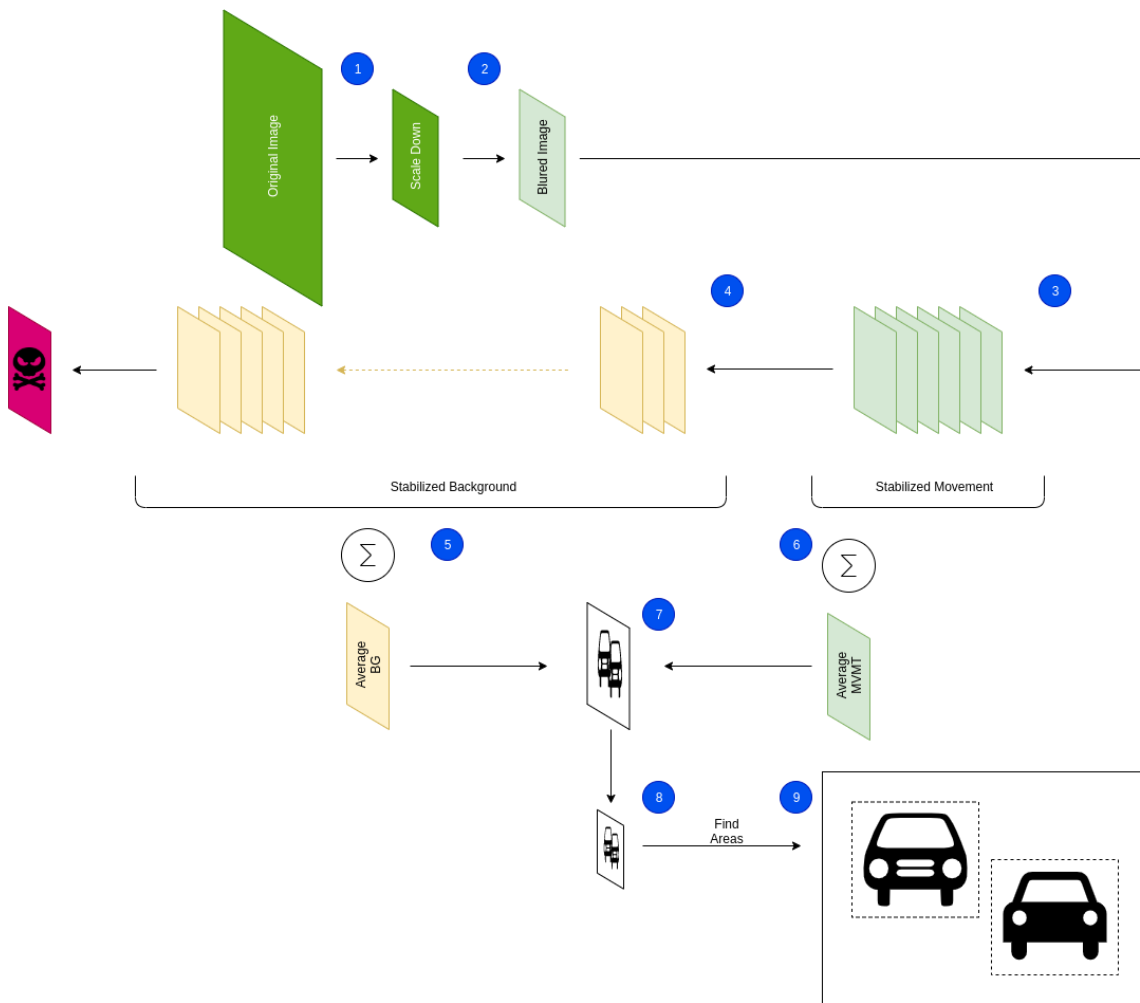 1
2
Original Image
Scale Down
Blured Image
4
3
Stabilized Background
Stabilized Movement
∑
5
6
∑
7
Average
BG
Average
MVMT
8
9
Find
Areas